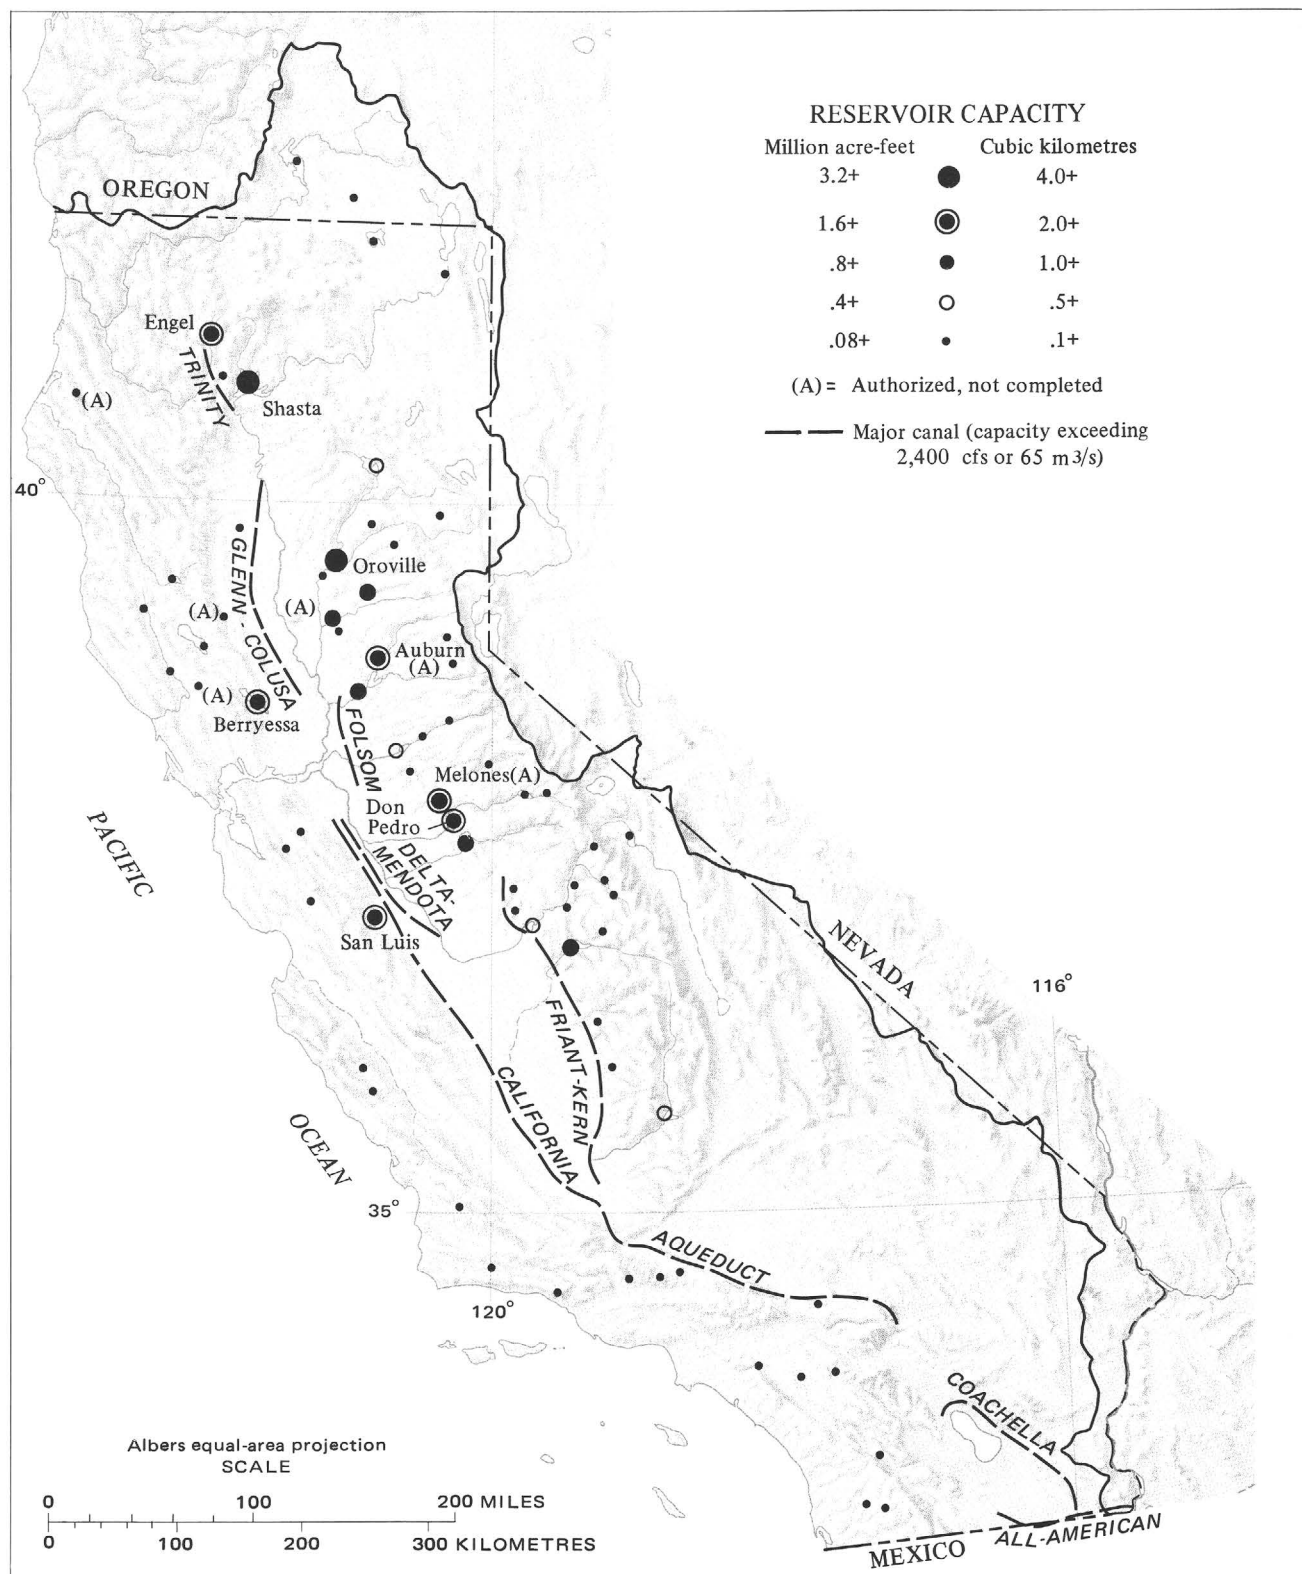 RESERVOIR CAPACITY
Million acre-feet Cubic kilometres
3.2+ 4.0+
1.6+ 2.0+
.8+ 1.0+
.4+ .5+
.08+ .1+
(A) = Authorized, not completed
Major canal (capacity exceeding
2,400 cfs or 65 m3/s)
OREGON
Engel
TRINITY
Shasta
(A)
40°
GLENN - COLUSA
Oroville
(A)
(A)
Auburn
(A)
(A)
Berryessa
FOLSOM
Melones(A)
Don
Pedro
DELTA-
MENDOTA
PACIFIC
San Luis
NEVADA
116°
FRIANT-KERN
CALIFORNIA
OCEAN
35°
AQUEDUCT
120°
COACHELLA
Albers equal-area projection
SCALE
0 100 200 MILES
0 100 200 300 KILOMETRES
MEXICO
ALL-AMERICAN